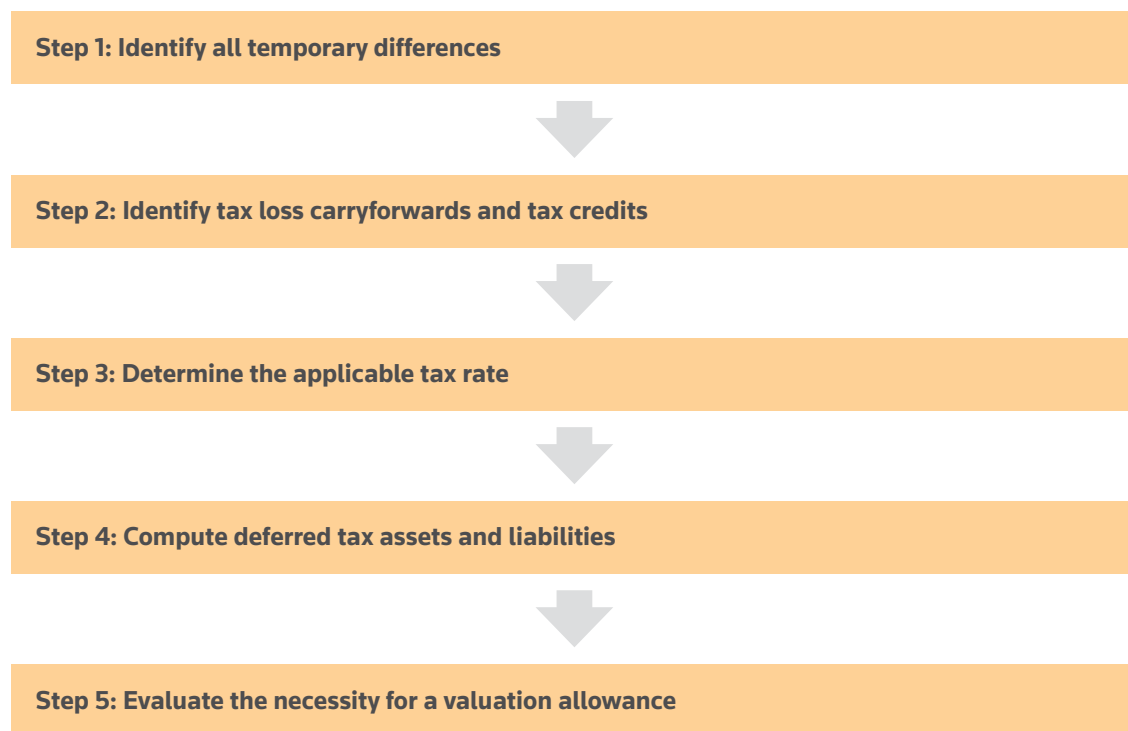 Step 1: Identify all temporary differences
Step 2: Identify tax loss carryforwards and tax credits
Step 3: Determine the applicable tax rate
Step 4: Compute deferred tax assets and liabilities
Step 5: Evaluate the necessity for a valuation allowance